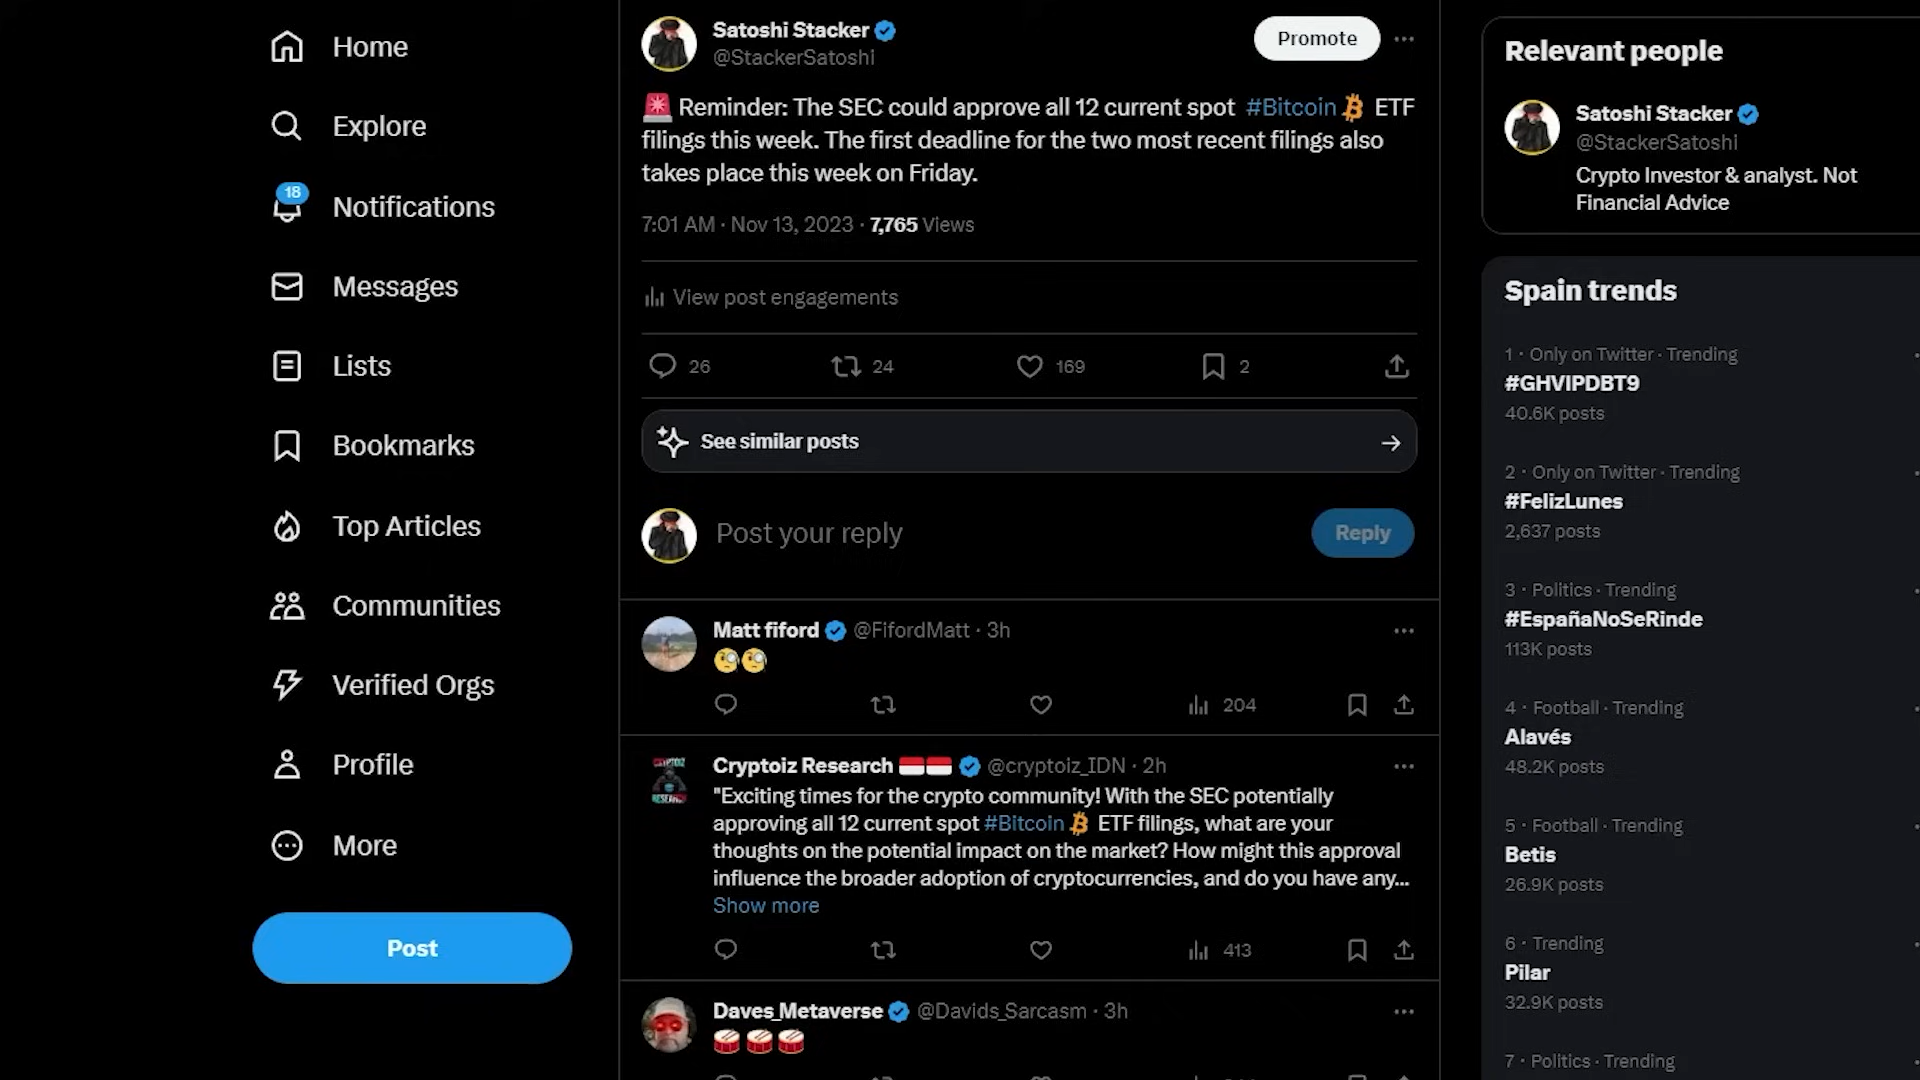 Home
Explore
18
Notifications
Messages
Lists
Bookmarks
Top Articles
Communities
Verified Orgs
Profile
More
Post
Satoshi Stacker
@StackerSatoshi
Promote
🚨 Reminder: The SEC could approve all 12 current spot #Bitcoin ETF
filings this week. The first deadline for the two most recent filings also
takes place this week on Friday.
7:01 AM · Nov 13, 2023 · 7,765 Views
View post engagements
26 24 169 2
See similar posts
Post your reply
Reply
Matt fiford @FifordMatt · 3h
🧐🧐
204
Cryptoiz Research 🇮🇩🇮🇩 @cryptoiz_IDN · 2h
"Exciting times for the crypto community! With the SEC potentially
approving all 12 current spot #Bitcoin ETF filings, what are your
thoughts on the potential impact on the market? How might this approval
influence the broader adoption of cryptocurrencies, and do you have any...
Show more
413
Daves_Metaverse @Davids_Sarcasm · 3h
🥁🥁🥁
Relevant people
Satoshi Stacker
@StackerSatoshi
Crypto Investor & analyst. Not
Financial Advice
Spain trends
1 · Only on Twitter · Trending
#GHVIPDBT9
40.6K posts
2 · Only on Twitter · Trending
#FelizLunes
2,637 posts
3 · Politics · Trending
#EspañaNoSeRinde
113K posts
4 · Football · Trending
Alavés
48.2K posts
5 · Football · Trending
Betis
26.9K posts
6 · Trending
Pilar
32.9K posts
7 · Politics · Trending